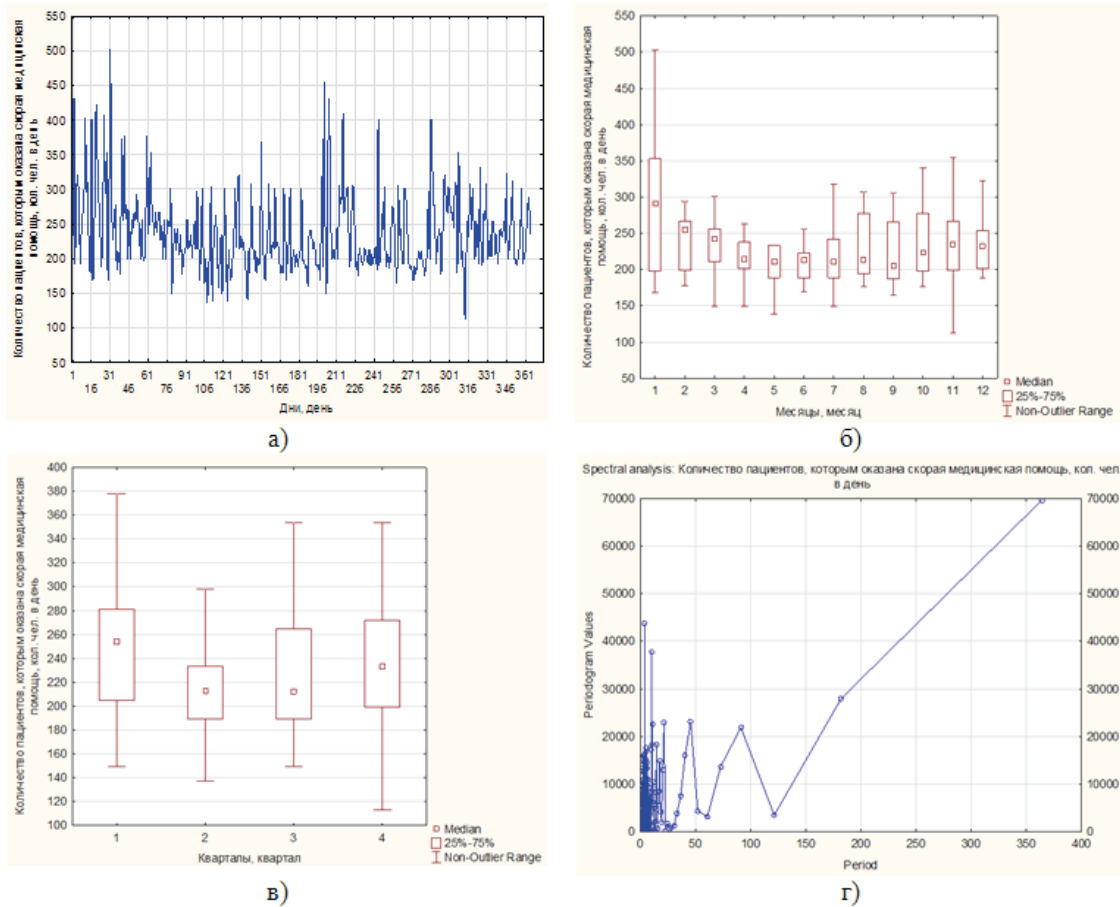 Количество пациентов, которым оказана скорая медицинская
помощь, кол. чел. в день
550
500
450
400
350
300
250
200
150
100
50
1 31 61 91 121 151 181 211 241 271 301 331 361
16 46 76 106 136 166 196 226 256 286 316 346
Дни, день
а)
Количество пациентов, которым оказана скорая медицинская
помощь, кол. чел. в день
550
500
450
400
350
300
250
200
150
100
50
1 2 3 4 5 6 7 8 9 10 11 12
Месяцы, месяц
Median
25%-75%
Non-Outlier Range
б)
Количество пациентов, которым оказана скорая медицинская
помощь, кол. чел. в день
400
380
360
340
320
300
280
260
240
220
200
180
160
140
120
100
1 2 3 4
Кварталы, квартал
Median
25%-75%
Non-Outlier Range
в)
Spectral analysis: Количество пациентов, которым оказана скорая медицинская помощь, кол. чел.
в день
Periodogram Values
70000 70000
60000 60000
50000 50000
40000 40000
30000 30000
20000 20000
10000 10000
0 0
0 50 100 150 200 250 300 350 400
Period
г)